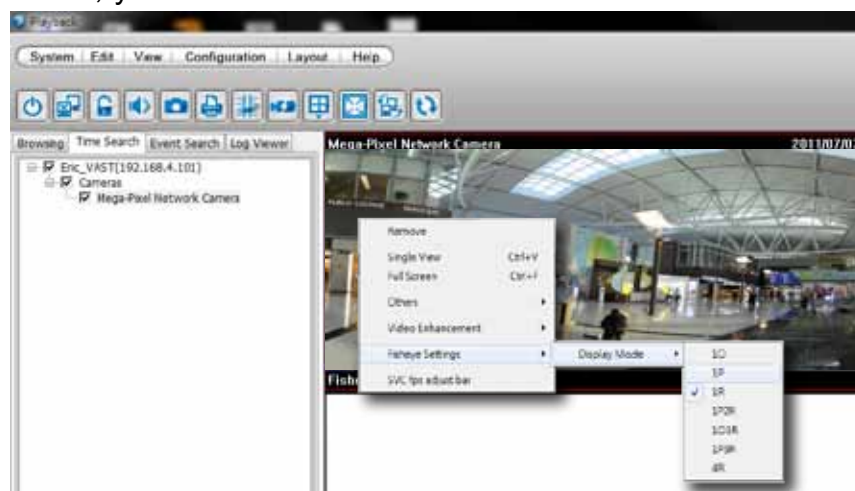 Playback
System Edit View Configuration Layout Help
Browsing Time Search Event Search Log Viewer
Eric_VAST(192.168.4.101)
Cameras
Mega-Pixel Network Camera
Mega-Pixel Network Camera 2011/07/0
Remove
Single View Ctrl+V
Full Screen Ctrl+F
Others
Video Enhancement
Fisheye Settings
SVC fps adjust bar
Display Mode
1O
1P
1R
1P2R
1O3R
1P3R
4R
Fishe